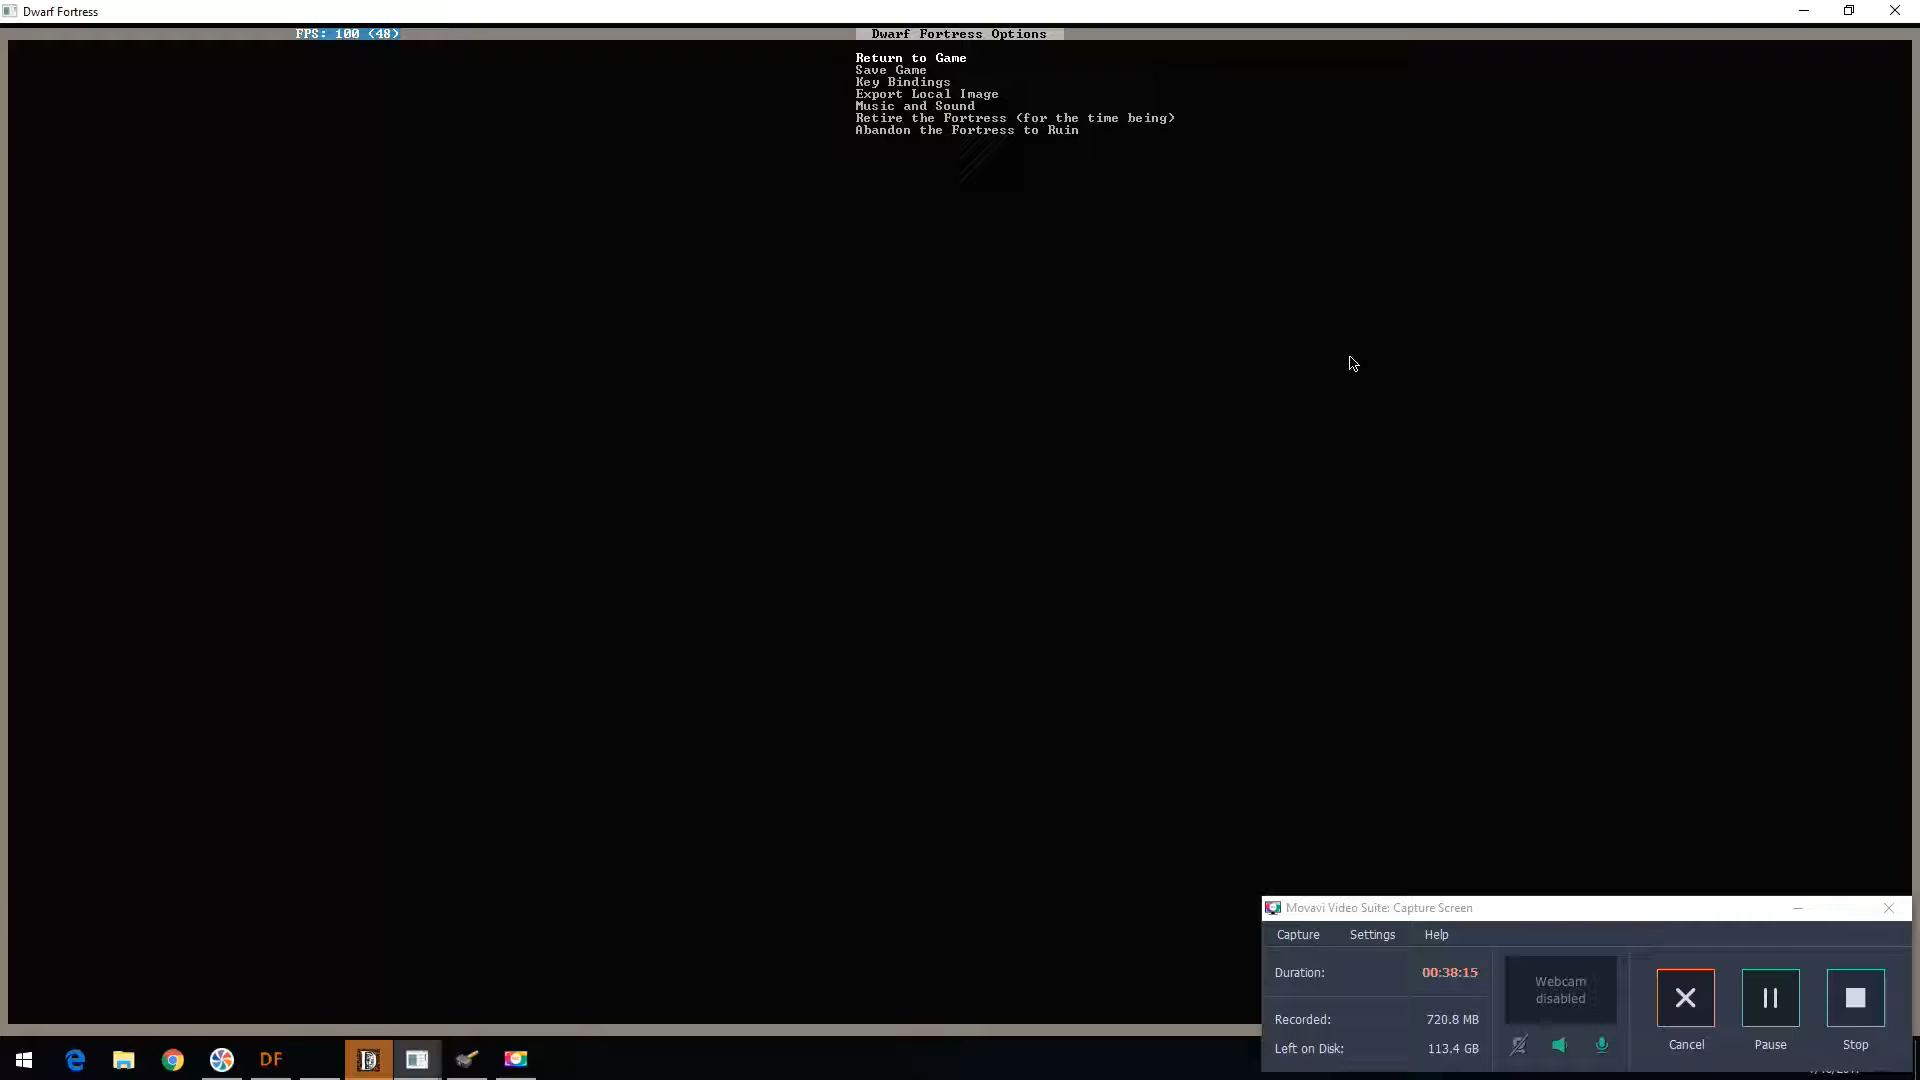 Dwarf Fortress
FPS: 100 (48)
Dwarf Fortress Options
Return to Game
Save Game
Key Bindings
Export Local Image
Music and Sound
Retire the Fortress (for the time being)
Abandon the Fortress to Ruin
Movavi Video Suite: Capture Screen
Capture Settings Help
Duration: 00:38:15
Webcam
disabled
Recorded: 720.8 MB
Left on Disk: 113.4 GB
Cancel Pause Stop
DF